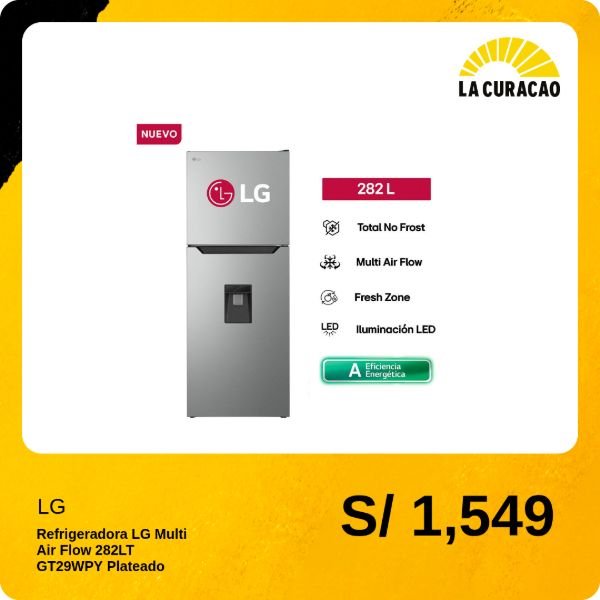 LA CURACAO
NUEVO
LG
282 L
Total No Frost
Multi Air Flow
Fresh Zone
LED
Iluminación LED
A
Eficiencia
Energética
LG
Refrigeradora LG Multi
Air Flow 282LT
GT29WPY Plateado
S/ 1,549